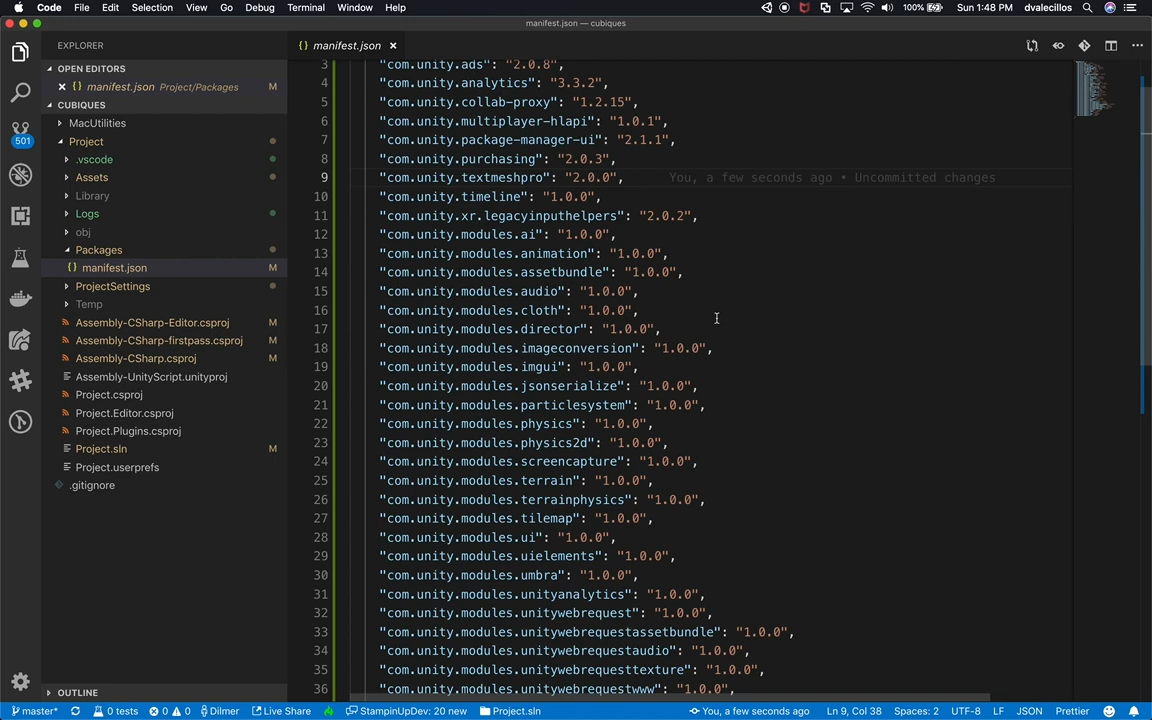 Code File Edit Selection View Go Debug Terminal Window Help 100% Sun 1:48 PM dvalecillos
manifest.json — cubiques
EXPLORER
{} manifest.json ×
OPEN EDITORS
× {} manifest.json Project/Packages M
CUBIQUES
MacUtilities
Project
.vscode
Assets
Library
Logs
obj
Packages
{} manifest.json M
ProjectSettings
Temp
Assembly-CSharp-Editor.csproj M
Assembly-CSharp-firstpass.csproj M
Assembly-CSharp.csproj M
Assembly-UnityScript.unityproj
Project.csproj
Project.Editor.csproj
Project.Plugins.csproj
Project.sln M
Project.userprefs
.gitignore
OUTLINE
501
3 "com.unity.ads": "2.0.8",
4 "com.unity.analytics": "3.3.2",
5 "com.unity.collab-proxy": "1.2.15",
6 "com.unity.multiplayer-hlapi": "1.0.1",
7 "com.unity.package-manager-ui": "2.1.1",
8 "com.unity.purchasing": "2.0.3",
9 "com.unity.textmeshpro": "2.0.0", You, a few seconds ago • Uncommitted changes
10 "com.unity.timeline": "1.0.0",
11 "com.unity.xr.legacyinputhelpers": "2.0.2",
12 "com.unity.modules.ai": "1.0.0",
13 "com.unity.modules.animation": "1.0.0",
14 "com.unity.modules.assetbundle": "1.0.0",
15 "com.unity.modules.audio": "1.0.0",
16 "com.unity.modules.cloth": "1.0.0",
17 "com.unity.modules.director": "1.0.0",
18 "com.unity.modules.imageconversion": "1.0.0",
19 "com.unity.modules.imgui": "1.0.0",
20 "com.unity.modules.jsonserialize": "1.0.0",
21 "com.unity.modules.particlesystem": "1.0.0",
22 "com.unity.modules.physics": "1.0.0",
23 "com.unity.modules.physics2d": "1.0.0",
24 "com.unity.modules.screencapture": "1.0.0",
25 "com.unity.modules.terrain": "1.0.0",
26 "com.unity.modules.terrainphysics": "1.0.0",
27 "com.unity.modules.tilemap": "1.0.0",
28 "com.unity.modules.ui": "1.0.0",
29 "com.unity.modules.uielements": "1.0.0",
30 "com.unity.modules.umbra": "1.0.0",
31 "com.unity.modules.unityanalytics": "1.0.0",
32 "com.unity.modules.unitywebrequest": "1.0.0",
33 "com.unity.modules.unitywebrequestassetbundle": "1.0.0",
34 "com.unity.modules.unitywebrequestaudio": "1.0.0",
35 "com.unity.modules.unitywebrequesttexture": "1.0.0",
36 "com.unity.modules.unitywebrequestwww": "1.0.0",
master* 0 tests 0 0 Dilmer Live Share StampinUpDev: 20 new Project.sln You, a few seconds ago Ln 9, Col 38 Spaces: 2 UTF-8 LF JSON Prettier